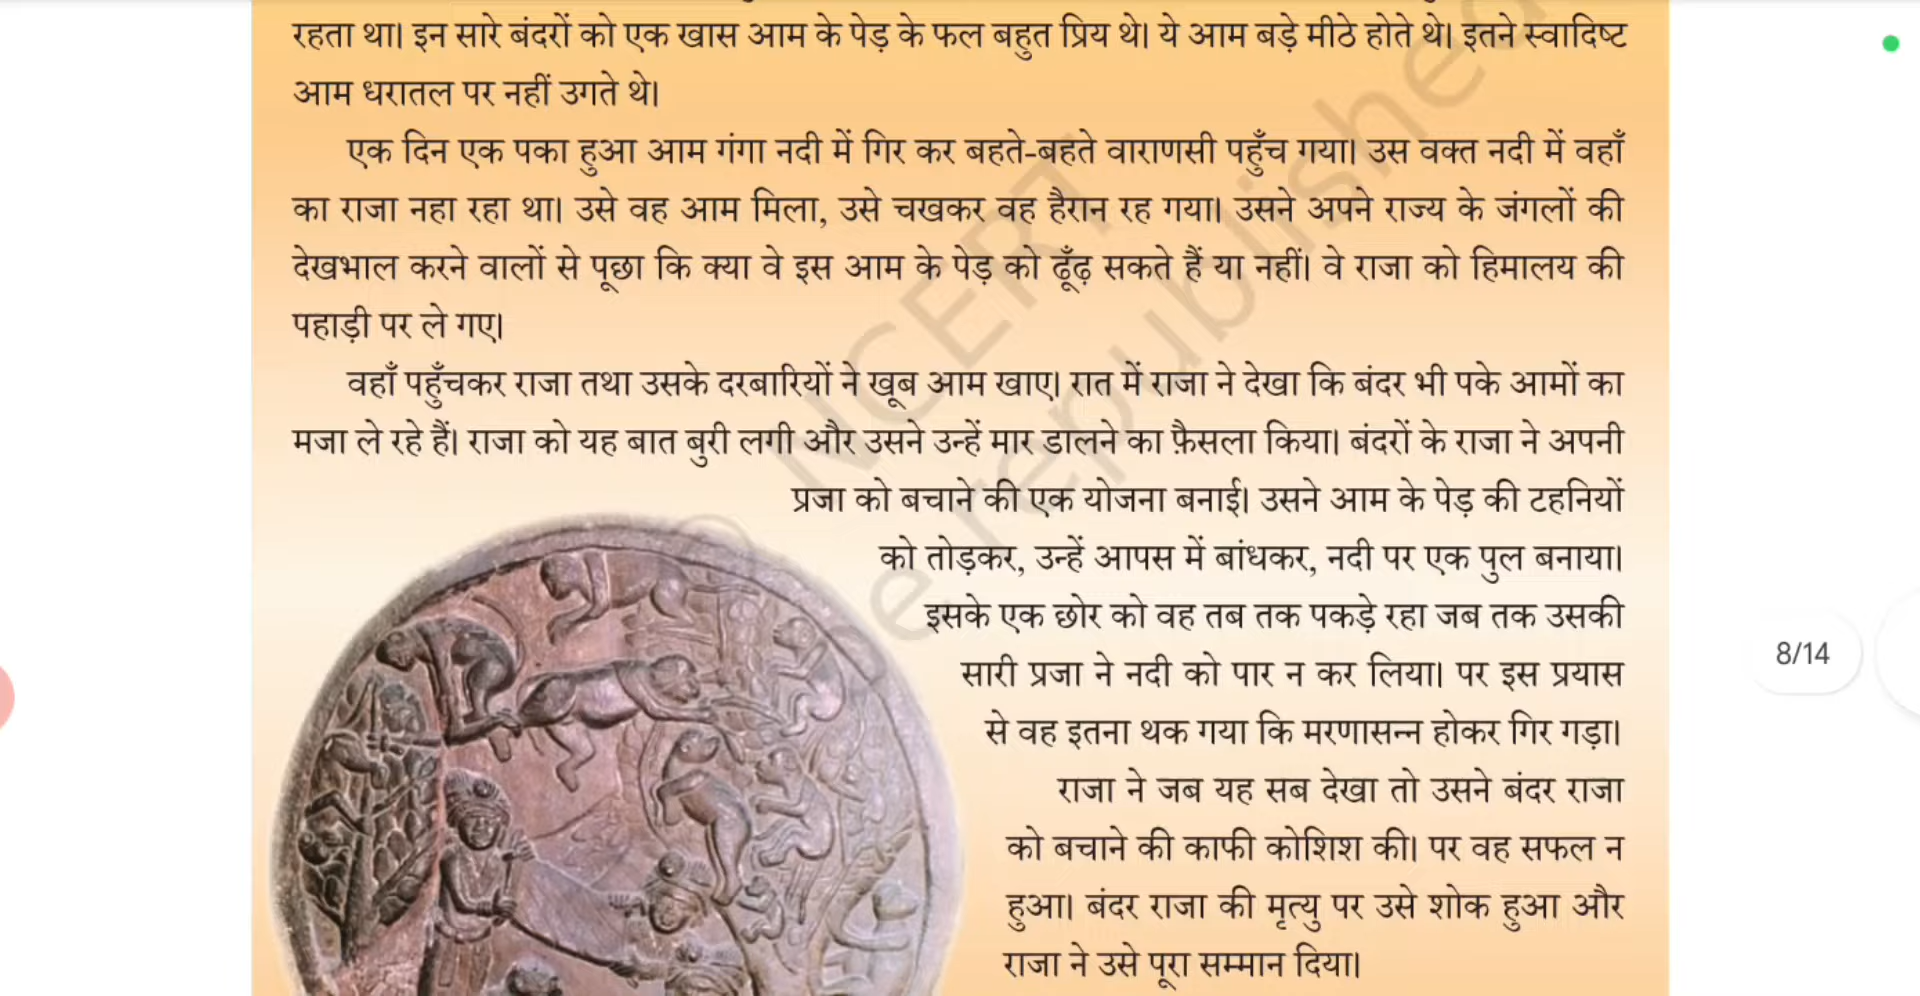 रहता था। इन सारे बंदरों को एक खास आम के पेड़ के फल बहुत प्रिय थे। ये आम बड़े मीठे होते थे। इतने स्वादिष्ट
आम धरातल पर नहीं उगते थे।
एक दिन एक पका हुआ आम गंगा नदी में गिर कर बहते-बहते वाराणसी पहुँच गया। उस वक्त नदी में वहाँ
का राजा नहा रहा था। उसे वह आम मिला, उसे चखकर वह हैरान रह गया। उसने अपने राज्य के जंगलों की
देखभाल करने वालों से पूछा कि क्या वे इस आम के पेड़ को ढूँढ़ सकते हैं या नहीं। वे राजा को हिमालय की
पहाड़ी पर ले गए।
वहाँ पहुँचकर राजा तथा उसके दरबारियों ने खूब आम खाए। रात में राजा ने देखा कि बंदर भी पके आमों का
मजा ले रहे हैं। राजा को यह बात बुरी लगी और उसने उन्हें मार डालने का फ़ैसला किया। बंदरों के राजा ने अपनी
प्रजा को बचाने की एक योजना बनाई। उसने आम के पेड़ की टहनियों
को तोड़कर, उन्हें आपस में बांधकर, नदी पर एक पुल बनाया।
इसके एक छोर को वह तब तक पकड़े रहा जब तक उसकी
सारी प्रजा ने नदी को पार न कर लिया। पर इस प्रयास
से वह इतना थक गया कि मरणासन्न होकर गिर गड़ा।
राजा ने जब यह सब देखा तो उसने बंदर राजा
को बचाने की काफी कोशिश की। पर वह सफल न
हुआ। बंदर राजा की मृत्यु पर उसे शोक हुआ और
राजा ने उसे पूरा सम्मान दिया।
8/14
© NCERT
be republished